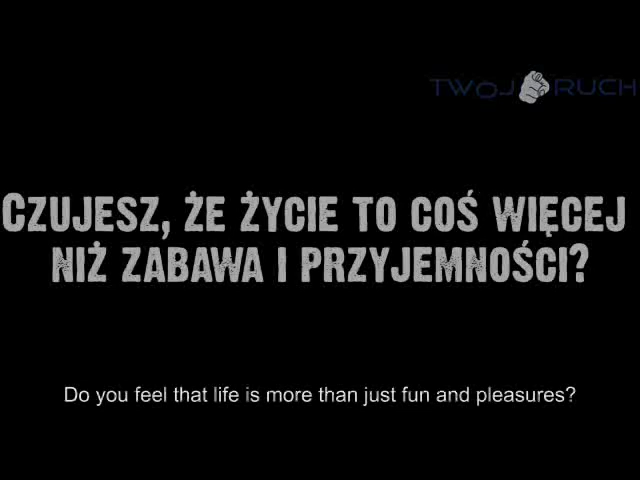 TWOJ RUCH
CZUJESZ, ŻE ŻYCIE TO COŚ WIĘCEJ
NIŻ ZABAWA I PRZYJEMNOŚCI?
Do you feel that life is more than just fun and pleasures?